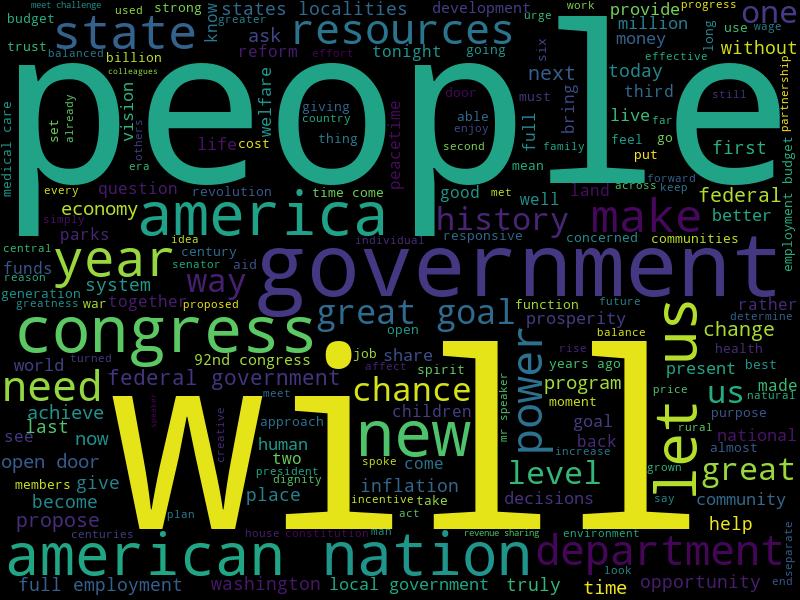 meet challenge
used
strong
know
states localities
provide
urge
work
progress
one
budget
state
resources
million
use
wage
trust
balanced
ask
tonight
going
six
money
long
without
billion
reform
effort
colleagues
people
next
today
effective
partnership
still
medical care
set
already
vision
others
welfare
giving
country
peacetime
door
able
must
full
bring
third
live
far
thing
enjoy
feel
go
first
life
cost
second
family
put
era
mean
every
question
revolution
time come
good
met
land
across
forward
keep
federal
employment budget
simply
economy
america
well
better
parks
history
make
responsive
concerned
communities
central
idea
individual
year
century
government
funds
senator
aid
way
reason
system
world
generation
greatness
war
together
proposed
great goal
function
future
rather
determine
congress
open
prosperity
let us
change
balance
turned
92nd congress
job
share
power
rise
health
need
federal government
affect
spirit
years ago
present
best
chance
program
price
us
made
natural
achieve
meet
children
mr speaker
moment
goal
purpose
last
speaker
creative
approach
new
rural
national
see
now
human
two
spoke
come
back
increase
almost
open door
president
level
grown
great
members
give
dignity
inflation
place
incentive
take
decisions
say
community
become
plan
act
will
propose
help
centuries
house
constitution
man
revenue sharing
environment
separate
american
nation
department
look
full employment
washington
local government
truly
time
opportunity
end
greater